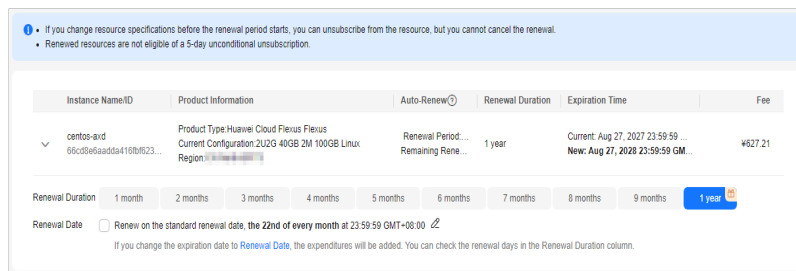 If you change resource specifications before the renewal period starts, you can unsubscribe from the resource, but you cannot cancel the renewal.
Renewed resources are not eligible of a 5-day unconditional unsubscription.
Instance Name/ID Product Information Auto-Renew Renewal Duration Expiration Time Fee
centos-axd
66cd8e6aadda416fbf623...
Product Type:Huawei Cloud Flexus Flexus
Current Configuration:2U2G 40GB 2M 100GB Linux
Region:
Renewal Period:...
Remaining Rene...
1 year
Current: Aug 27, 2027 23:59:59 ...
New: Aug 27, 2028 23:59:59 GM...
¥627.21
Renewal Duration 1 month 2 months 3 months 4 months 5 months 6 months 7 months 8 months 9 months 1 year
Renewal Date Renew on the standard renewal date, the 22nd of every month at 23:59:59 GMT+08:00
If you change the expiration date to Renewal Date, the expenditures will be added. You can check the renewal days in the Renewal Duration column.